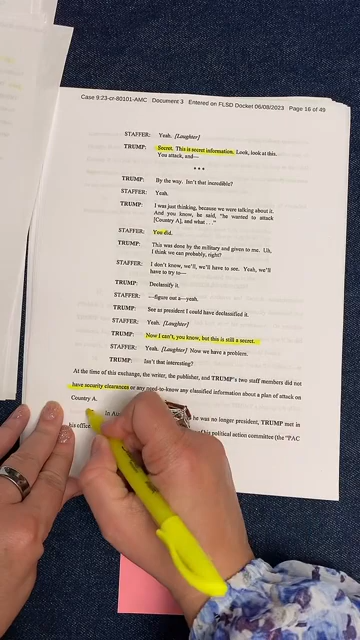 Case 9:23-cr-80101-AMC Document 3 Entered on FLSD Docket 06/08/2023 Page 16 of 49
STAFFER: Yeah. [Laughter]
TRUMP: Secret. This is secret information. Look, look at this.
You attack, and—
* * *
TRUMP: By the way. Isn't that incredible?
STAFFER: Yeah.
TRUMP: I was just thinking, because we were talking about it.
And you know, he said, "he wanted to attack
[Country A], and what . . ."
STAFFER: You did.
TRUMP: This was done by the military and given to me. Uh,
I think we can probably, right?
STAFFER: I don't know, we'll, we'll have to see. Yeah, we'll
have to try to—
TRUMP: Declassify it.
STAFFER: —figure out a—yeah.
TRUMP: See as president I could have declassified it.
STAFFER: Yeah. [Laughter]
TRUMP: Now I can't, you know, but this is still a secret.
STAFFER: Yeah. [Laughter] Now we have a problem.
TRUMP: Isn't that interesting?
At the time of this exchange, the writer, the publisher, and TRUMP's two staff members did not
have security clearances or any need-to-know any classified information about a plan of attack on
Country A.
In Au he was no longer president, TRUMP met in
his office of his political action committee (the "PAC